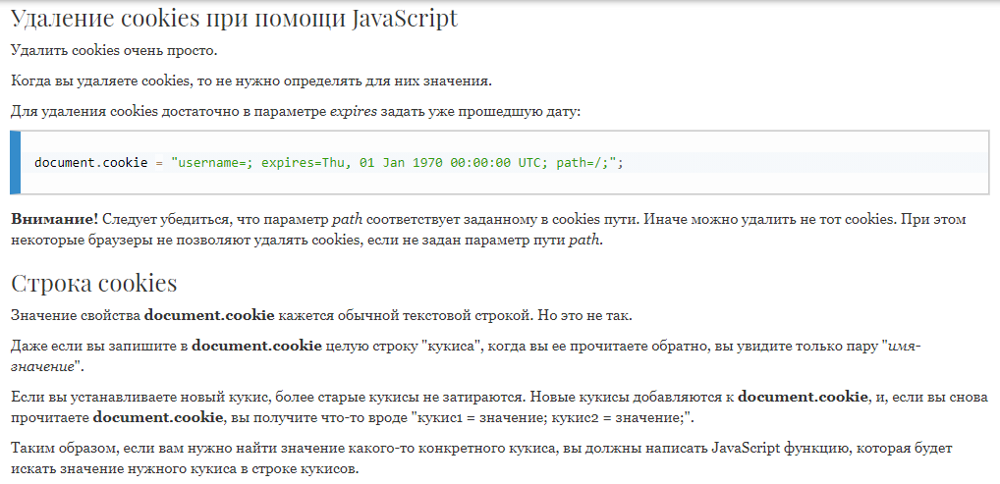 Удаление cookies при помощи JavaScript
Удалить cookies очень просто.
Когда вы удаляете cookies, то не нужно определять для них значения.
Для удаления cookies достаточно в параметре expires задать уже прошедшую дату:
document.cookie = "username=; expires=Thu, 01 Jan 1970 00:00:00 UTC; path=/;";
Внимание! Следует убедиться, что параметр path соответствует заданному в cookies пути. Иначе можно удалить не тот cookies. При этом
некоторые браузеры не позволяют удалять cookies, если не задан параметр пути path.
Строка cookies
Значение свойства document.cookie кажется обычной текстовой строкой. Но это не так.
Даже если вы запишите в document.cookie целую строку "кукиса", когда вы ее прочитаете обратно, вы увидите только пару "имя-
значение".
Если вы устанавливаете новый кукис, более старые кукисы не затираются. Новые кукисы добавляются к document.cookie, и, если вы снова
прочитаете document.cookie, вы получите что-то вроде "кукис1 = значение; кукис2 = значение;".
Таким образом, если вам нужно найти значение какого-то конкретного кукиса, вы должны написать JavaScript функцию, которая будет
искать значение нужного кукиса в строке кукисов.